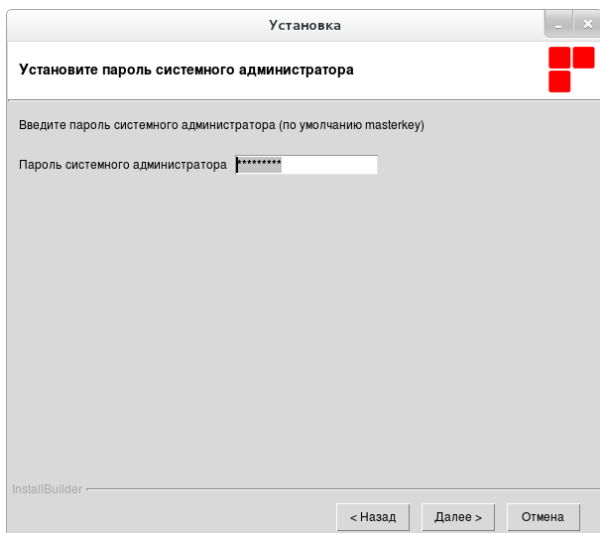 Установка
Установите пароль системного администратора
Введите пароль системного администратора (по умолчанию masterkey)
Пароль системного администратора *********
InstallBuilder
< Назад Далее > Отмена